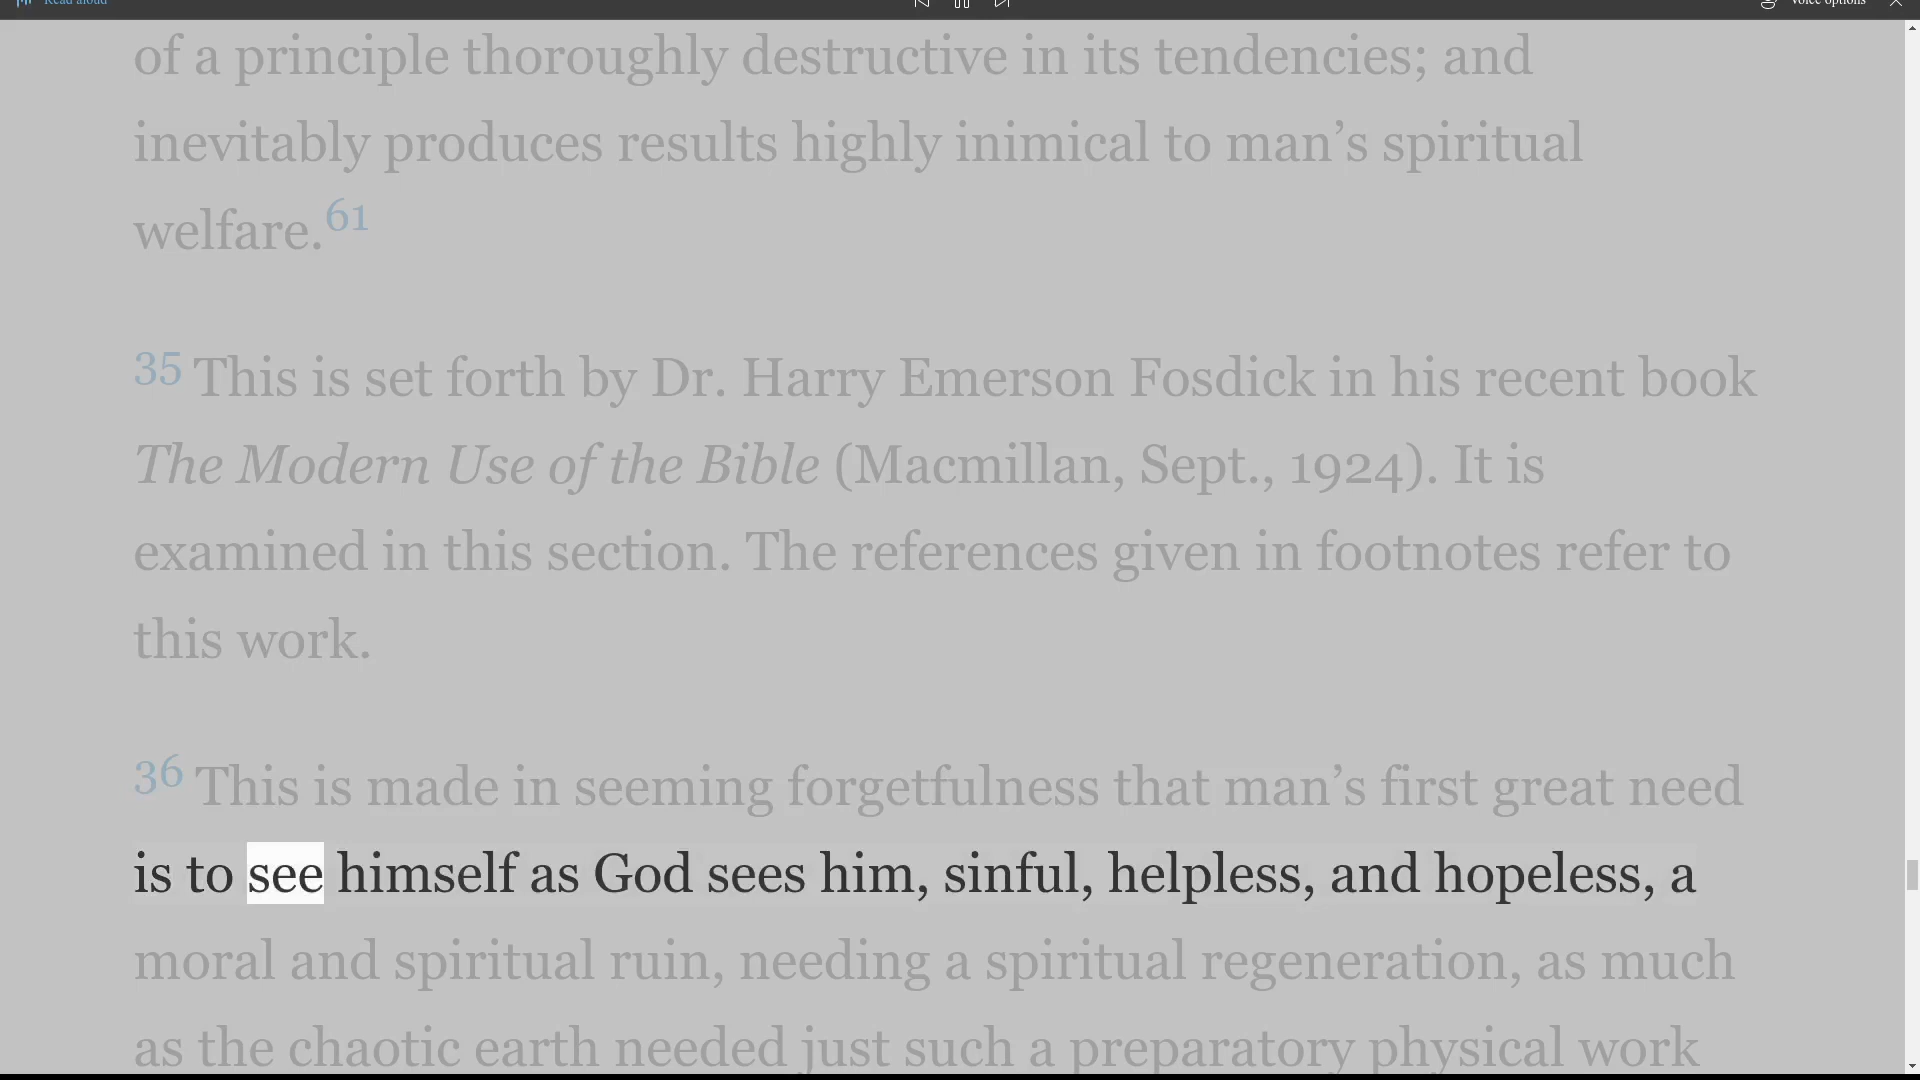 Read aloud
Voice options
of a principle thoroughly destructive in its tendencies; and
inevitably produces results highly inimical to man’s spiritual
welfare.61
35 This is set forth by Dr. Harry Emerson Fosdick in his recent book
The Modern Use of the Bible (Macmillan, Sept., 1924). It is
examined in this section. The references given in footnotes refer to
this work.
36 This is made in seeming forgetfulness that man’s first great need
is to see himself as God sees him, sinful, helpless, and hopeless, a
moral and spiritual ruin, needing a spiritual regeneration, as much
as the chaotic earth needed just such a preparatory physical work